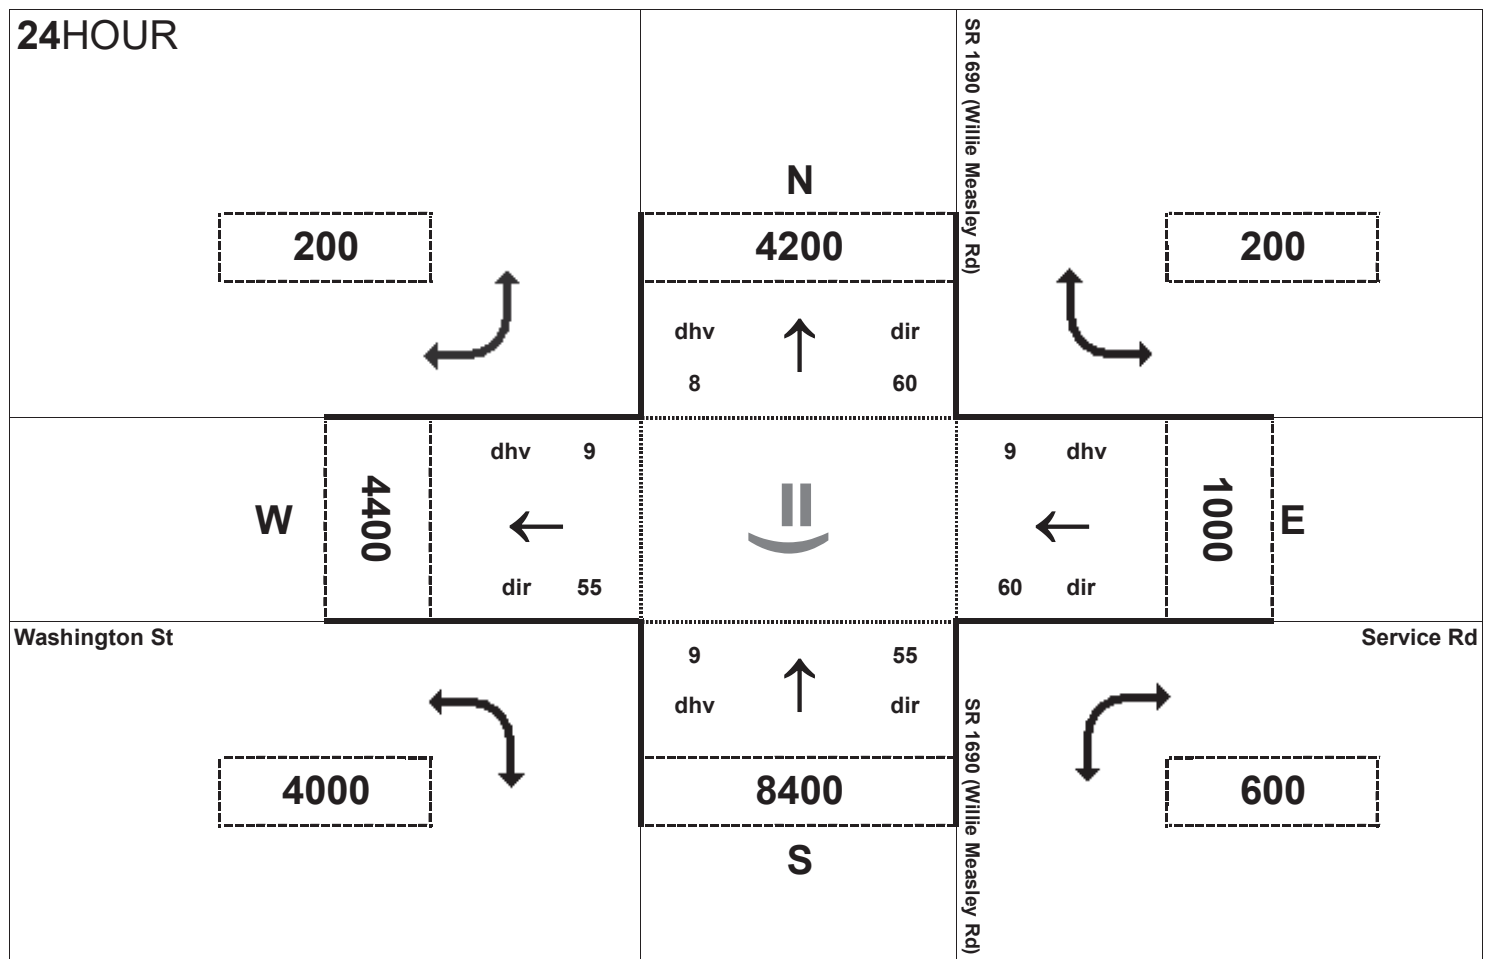 24HOUR
SR 1690 (Willie Measley Rd)
N
200
4200
200
dhv
dir
8
60
dhv 9
9 dhv
W
4400
1000
E
dir 55
60 dir
Washington St
Service Rd
9
55
dhv
dir
SR 1690 (Willie Measley Rd)
4000
8400
600
S